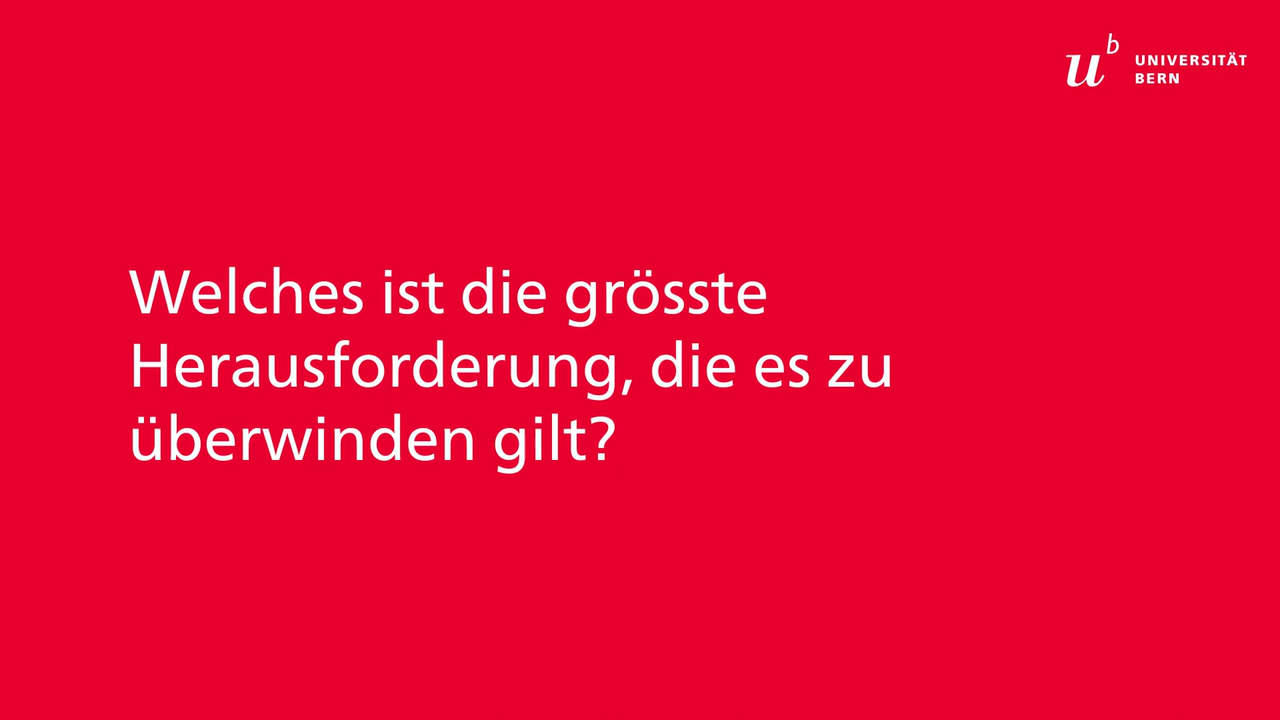 u b UNIVERSITÄT
BERN
Welches ist die grösste
Herausforderung, die es zu
überwinden gilt?